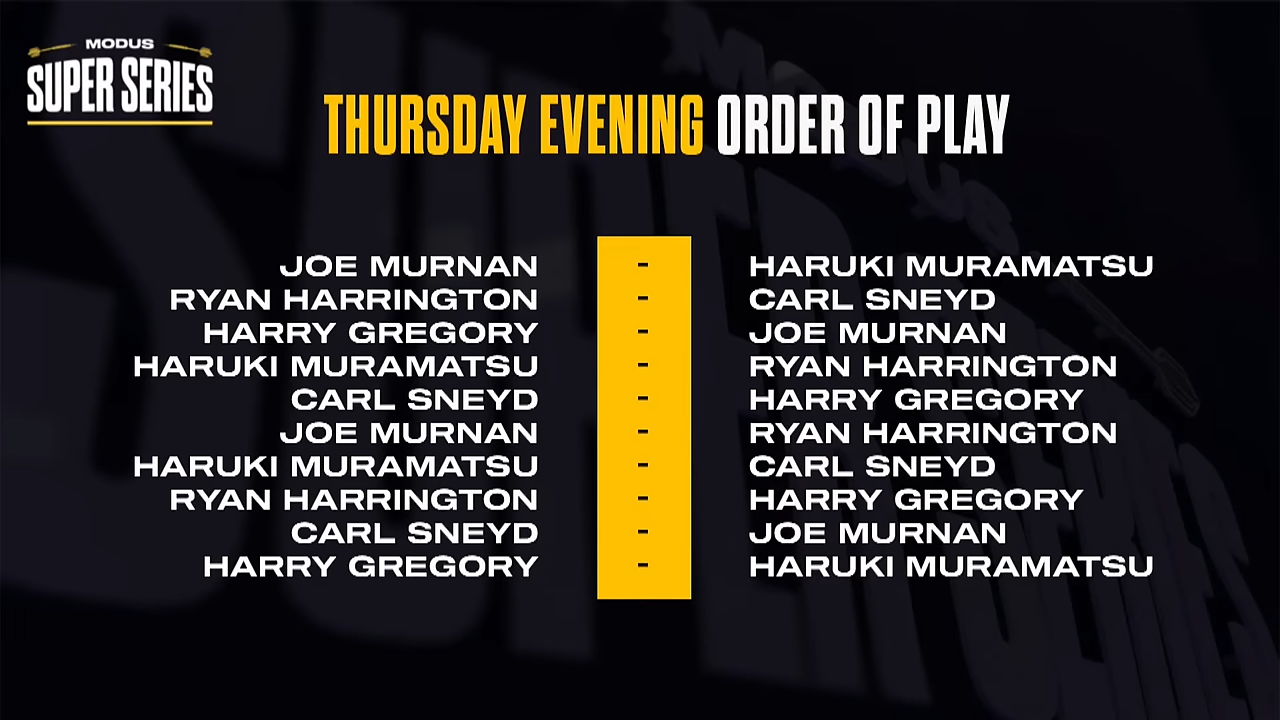 MODUS
SUPER SERIES
THURSDAY EVENING ORDER OF PLAY
JOE MURNAN - HARUKI MURAMATSU
RYAN HARRINGTON - CARL SNEYD
HARRY GREGORY - JOE MURNAN
HARUKI MURAMATSU - RYAN HARRINGTON
CARL SNEYD - HARRY GREGORY
JOE MURNAN - RYAN HARRINGTON
HARUKI MURAMATSU - CARL SNEYD
RYAN HARRINGTON - HARRY GREGORY
CARL SNEYD - JOE MURNAN
HARRY GREGORY - HARUKI MURAMATSU